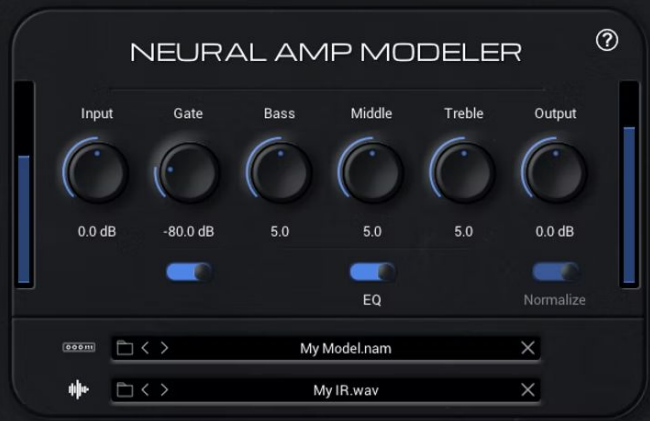 NEURAL AMP MODELER
?
Input Gate Bass Middle Treble Output
0.0 dB -80.0 dB 5.0 5.0 5.0 0.0 dB
EQ Normalize
My Model.nam
My IR.wav